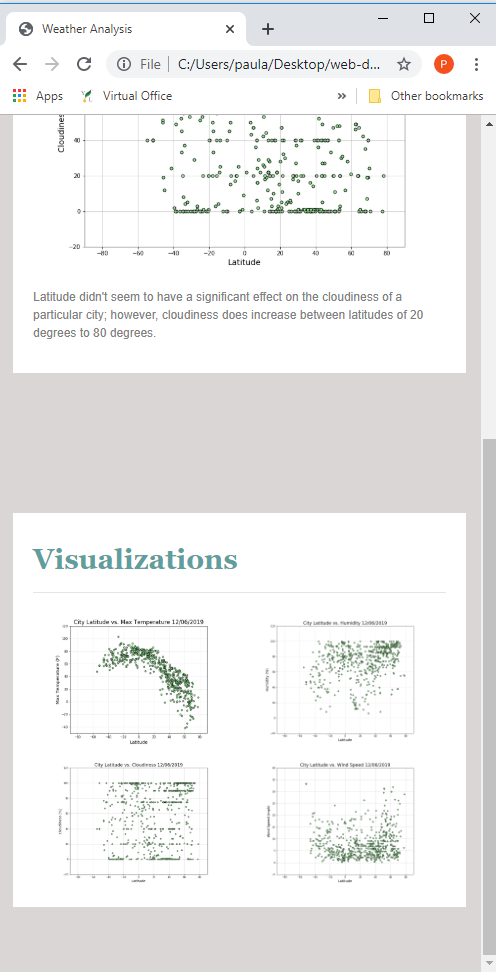 Weather Analysis
File
C:/Users/paula/Desktop/web-d...
P
Apps
Virtual Office
»
Other bookmarks
Cloudines
40
20
0
−20
−80 −60 −40 −20 0 20 40 60 80
Latitude
Latitude didn't seem to have a significant effect on the cloudiness of a
particular city; however, cloudiness does increase between latitudes of 20
degrees to 80 degrees.
Visualizations
City Latitude vs. Max Temperature 12/06/2019
Max Temperature (F)
Latitude
City Latitude vs. Humidity 12/06/2019
Humidity (%)
Latitude
City Latitude vs. Cloudiness 12/06/2019
Cloudiness (%)
Latitude
City Latitude vs. Wind Speed 12/06/2019
Latitude